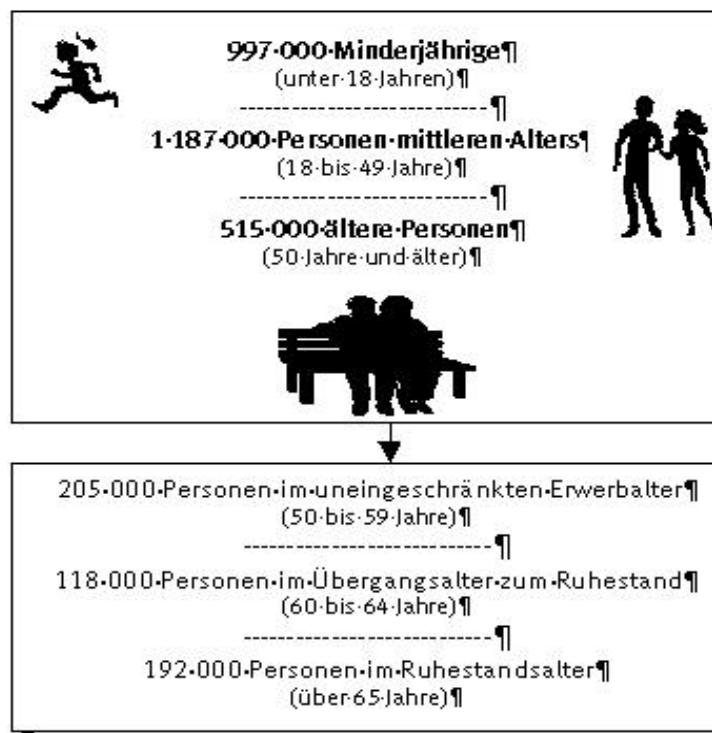 997·000·Minderjährige¶
(unter·18·Jahren)¶
--------------------------¶
1·187·000·Personen·mittleren·Alters¶
(18·bis·49·Jahre)¶
--------------------------¶
515·000·ältere·Personen¶
(50·Jahre·und·älter)¶
205·000·Personen·im·uneingeschränkten·Erwerbalter¶
(50·bis·59·Jahre)¶
--------------------------¶
118·000·Personen·im·Übergangsalter·zum·Ruhestand¶
(60·bis·64·Jahre)¶
--------------------------¶
192·000·Personen·im·Ruhestandsalter¶
(über·65·Jahre)¶